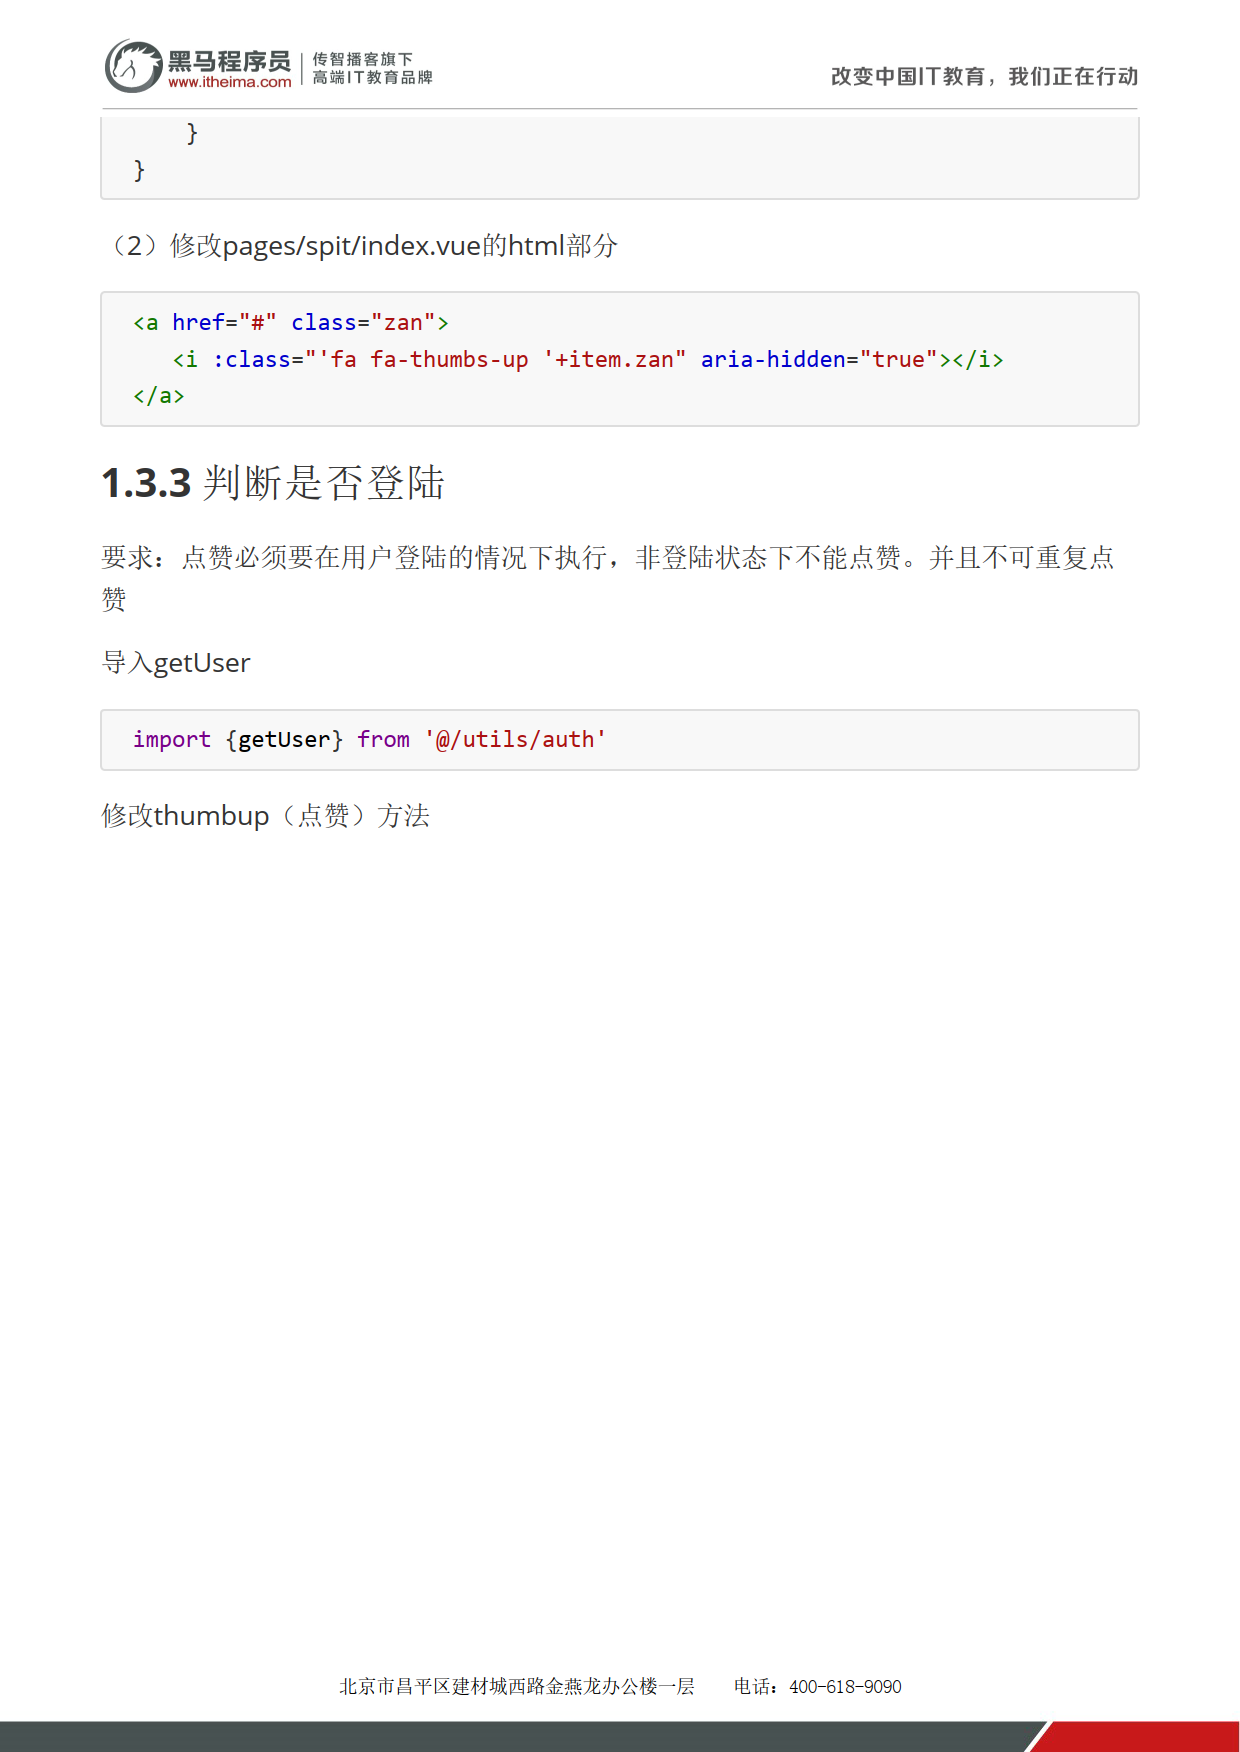 黑马程序员
www.itheima.com
传智播客旗下
高端IT教育品牌
改变中国IT教育，我们正在行动
    }
}
（2）修改pages/spit/index.vue的html部分
<a href="#" class="zan">
   <i :class="'fa fa-thumbs-up '+item.zan" aria-hidden="true"></i>
</a>
1.3.3 判断是否登陆
要求：点赞必须要在用户登陆的情况下执行，非登陆状态下不能点赞。并且不可重复点
赞
导入getUser
import {getUser} from '@/utils/auth'
修改thumbup（点赞）方法
北京市昌平区建材城西路金燕龙办公楼一层 电话：400-618-9090